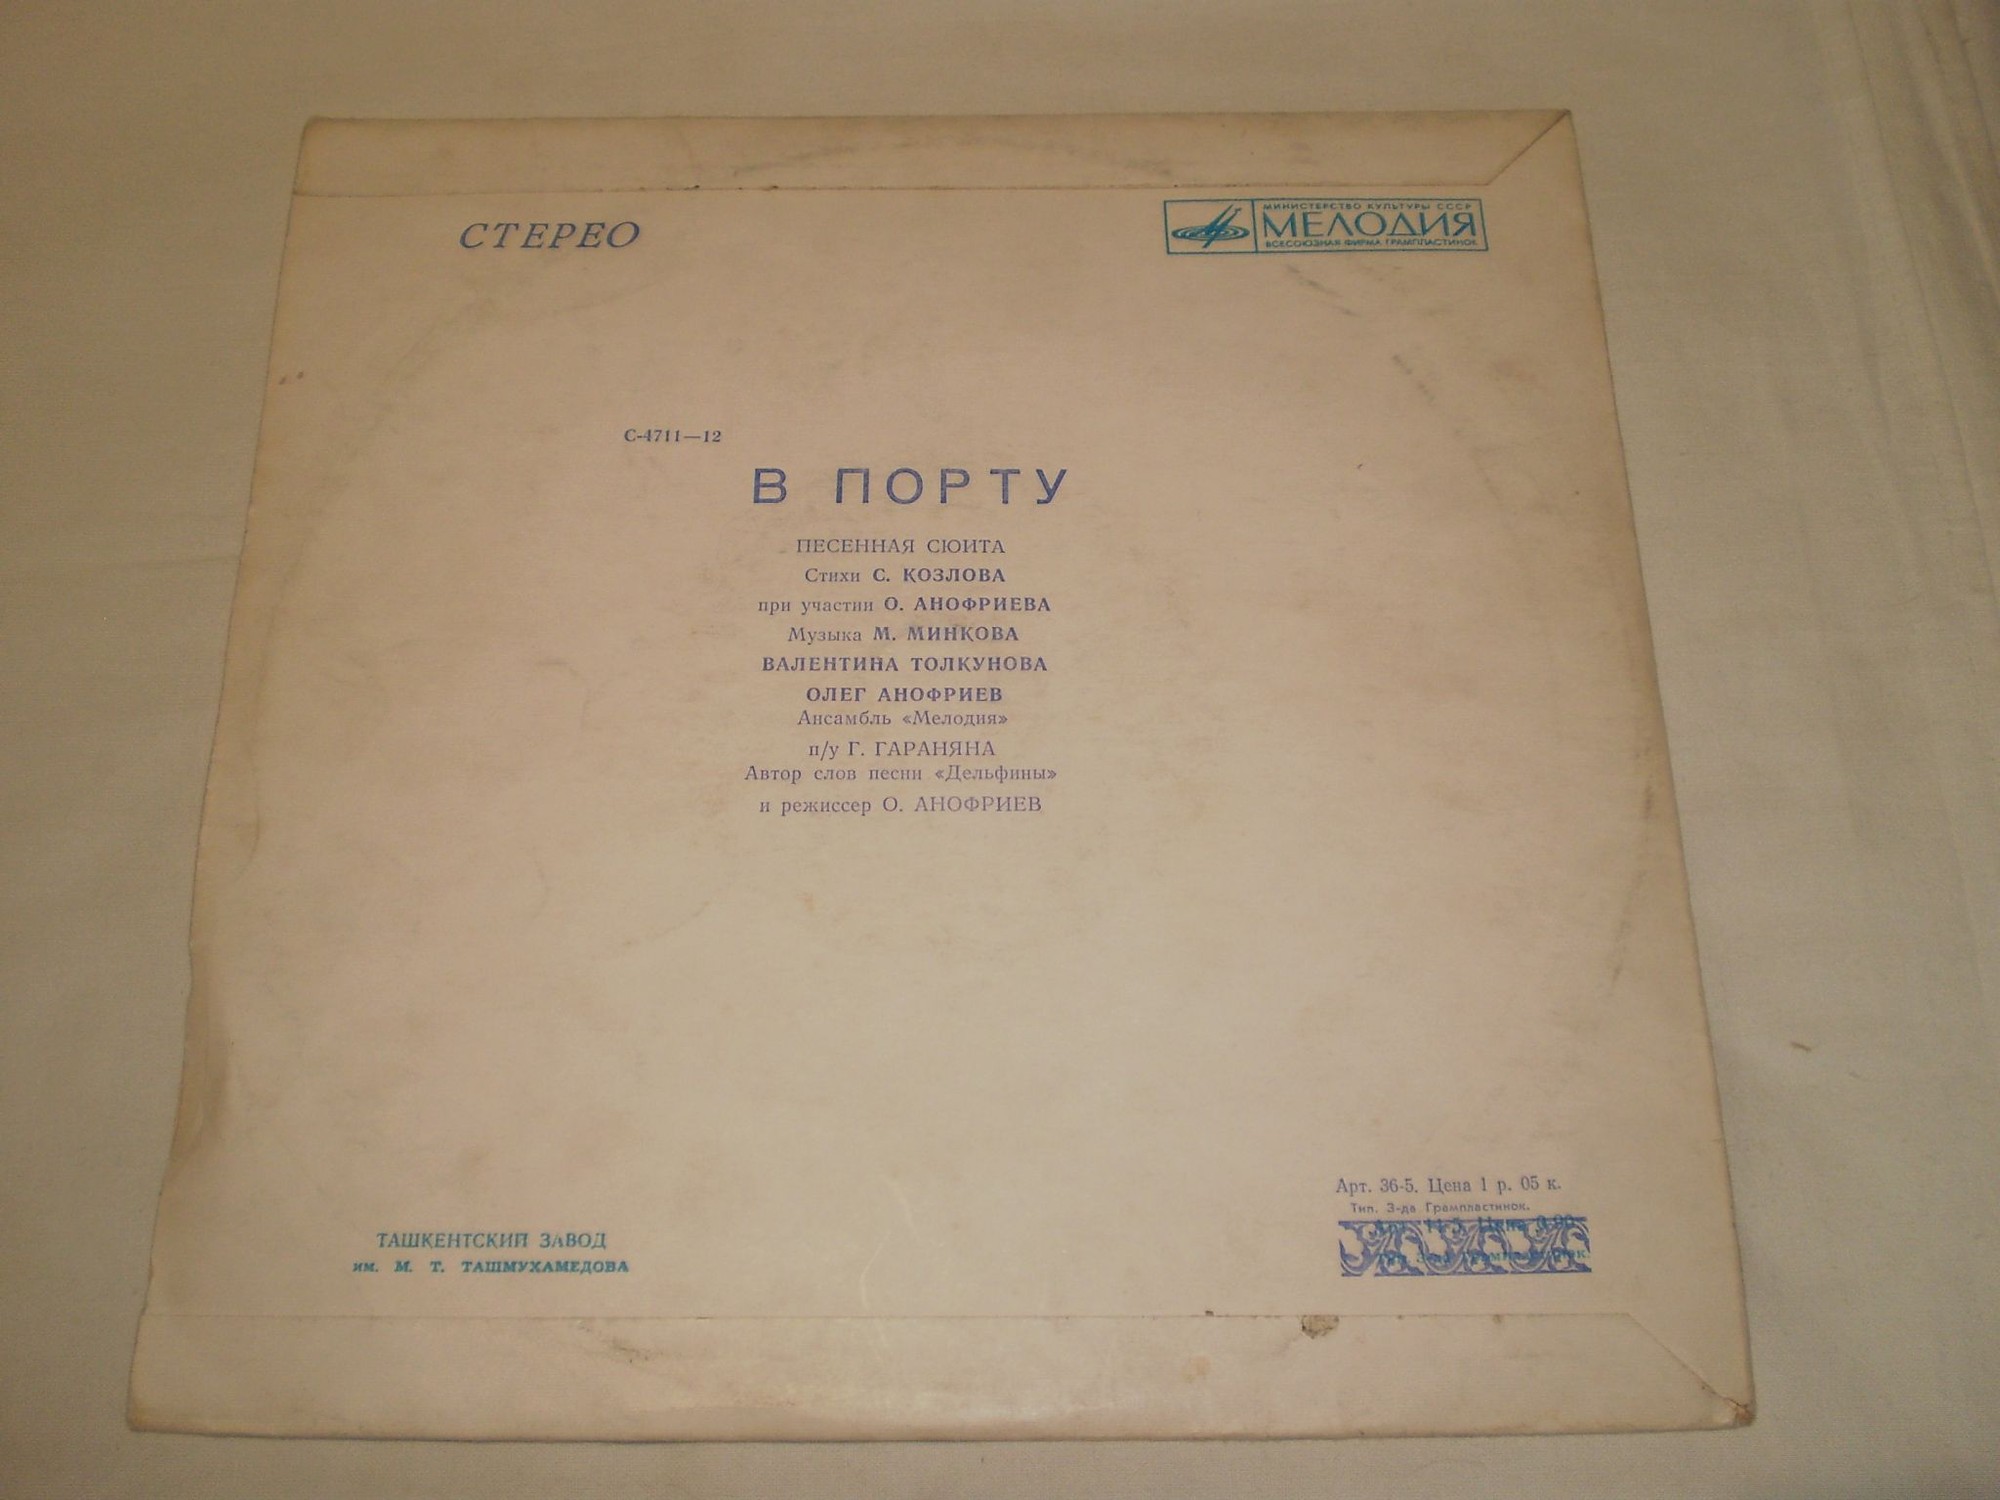 СТЕРЕО
МИНИСТЕРСТВО КУЛЬТУРЫ СССР
МЕЛОДИЯ
ВСЕСОЮЗНАЯ ФИРМА ГРАМПЛАСТИНОК
С-4711—12
В ПОРТУ
ПЕСЕННАЯ СЮИТА
Стихи С. КОЗЛОВА
при участии О. АНОФРИЕВА
Музыка М. МИНКОВА
ВАЛЕНТИНА ТОЛКУНОВА
ОЛЕГ АНОФРИЕВ
Ансамбль «Мелодия»
п/у Г. ГАРАНЯНА
Автор слов песни «Дельфины»
и режиссер О. АНОФРИЕВ
Арт. 36-5. Цена 1 р. 05 к.
Тип. З-да Грампластинок.
ТАШКЕНТСКИЙ ЗАВОД
им. М. Т. ТАШМУХАМЕДОВА